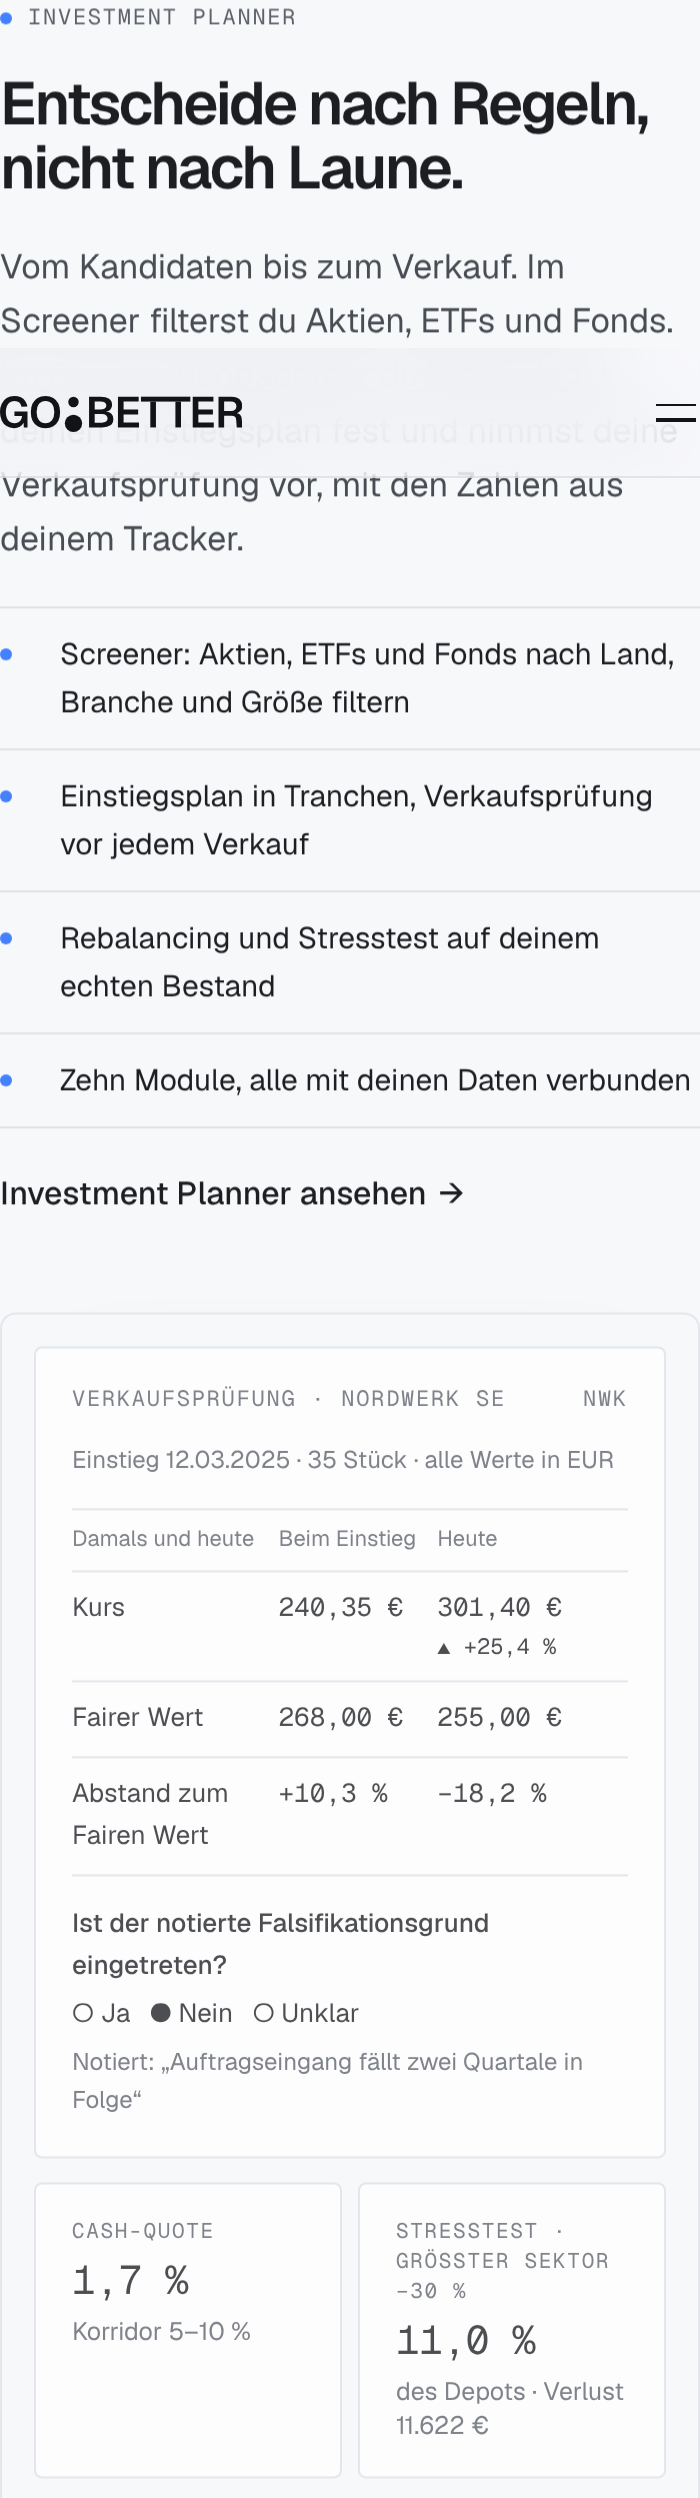 INVESTMENT PLANNER
Entscheide nach Regeln,
nicht nach Laune.
Vom Kandidaten bis zum Verkauf. Im
Screener filterst du Aktien, ETFs und Fonds.
GO:BETTER
deinen Einstiegsplan fest und nimmst deine
Verkaufsprüfung vor, mit den Zahlen aus
deinem Tracker.
Screener: Aktien, ETFs und Fonds nach Land,
Branche und Größe filtern
Einstiegsplan in Tranchen, Verkaufsprüfung
vor jedem Verkauf
Rebalancing und Stresstest auf deinem
echten Bestand
Zehn Module, alle mit deinen Daten verbunden
Investment Planner ansehen →
VERKAUFSPRÜFUNG · NORDWERK SE NWK
Einstieg 12.03.2025 · 35 Stück · alle Werte in EUR
Damals und heute Beim Einstieg Heute
Kurs 240,35 € 301,40 €
▲ +25,4 %
Fairer Wert 268,00 € 255,00 €
Abstand zum +10,3 % −18,2 %
Fairen Wert
Ist der notierte Falsifikationsgrund
eingetreten?
○ Ja ● Nein ○ Unklar
Notiert: „Auftragseingang fällt zwei Quartale in
Folge“
CASH-QUOTE
1,7 %
Korridor 5–10 %
STRESSTEST ·
GRÖSSTER SEKTOR
−30 %
11,0 %
des Depots · Verlust
11.622 €